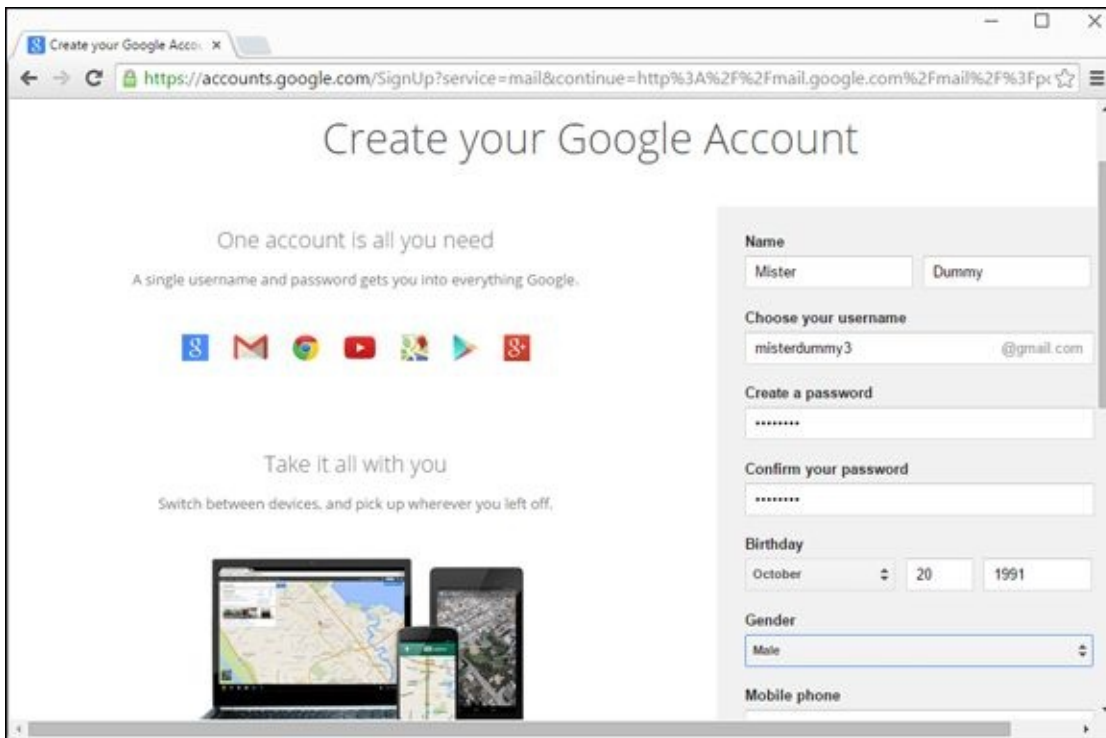 Create your Google Acco
https://accounts.google.com/SignUp?service=mail&continue=http%3A%2F%2Fmail.google.com%2Fmail%2F%3Fpc
Create your Google Account
One account is all you need
A single username and password gets you into everything Google.
8 8+
Take it all with you
Switch between devices, and pick up wherever you left off.
Name
Mister Dummy
Choose your username
misterdummy3 @gmail.com
Create a password
••••••••
Confirm your password
••••••••
Birthday
October 20 1991
Gender
Male
Mobile phone